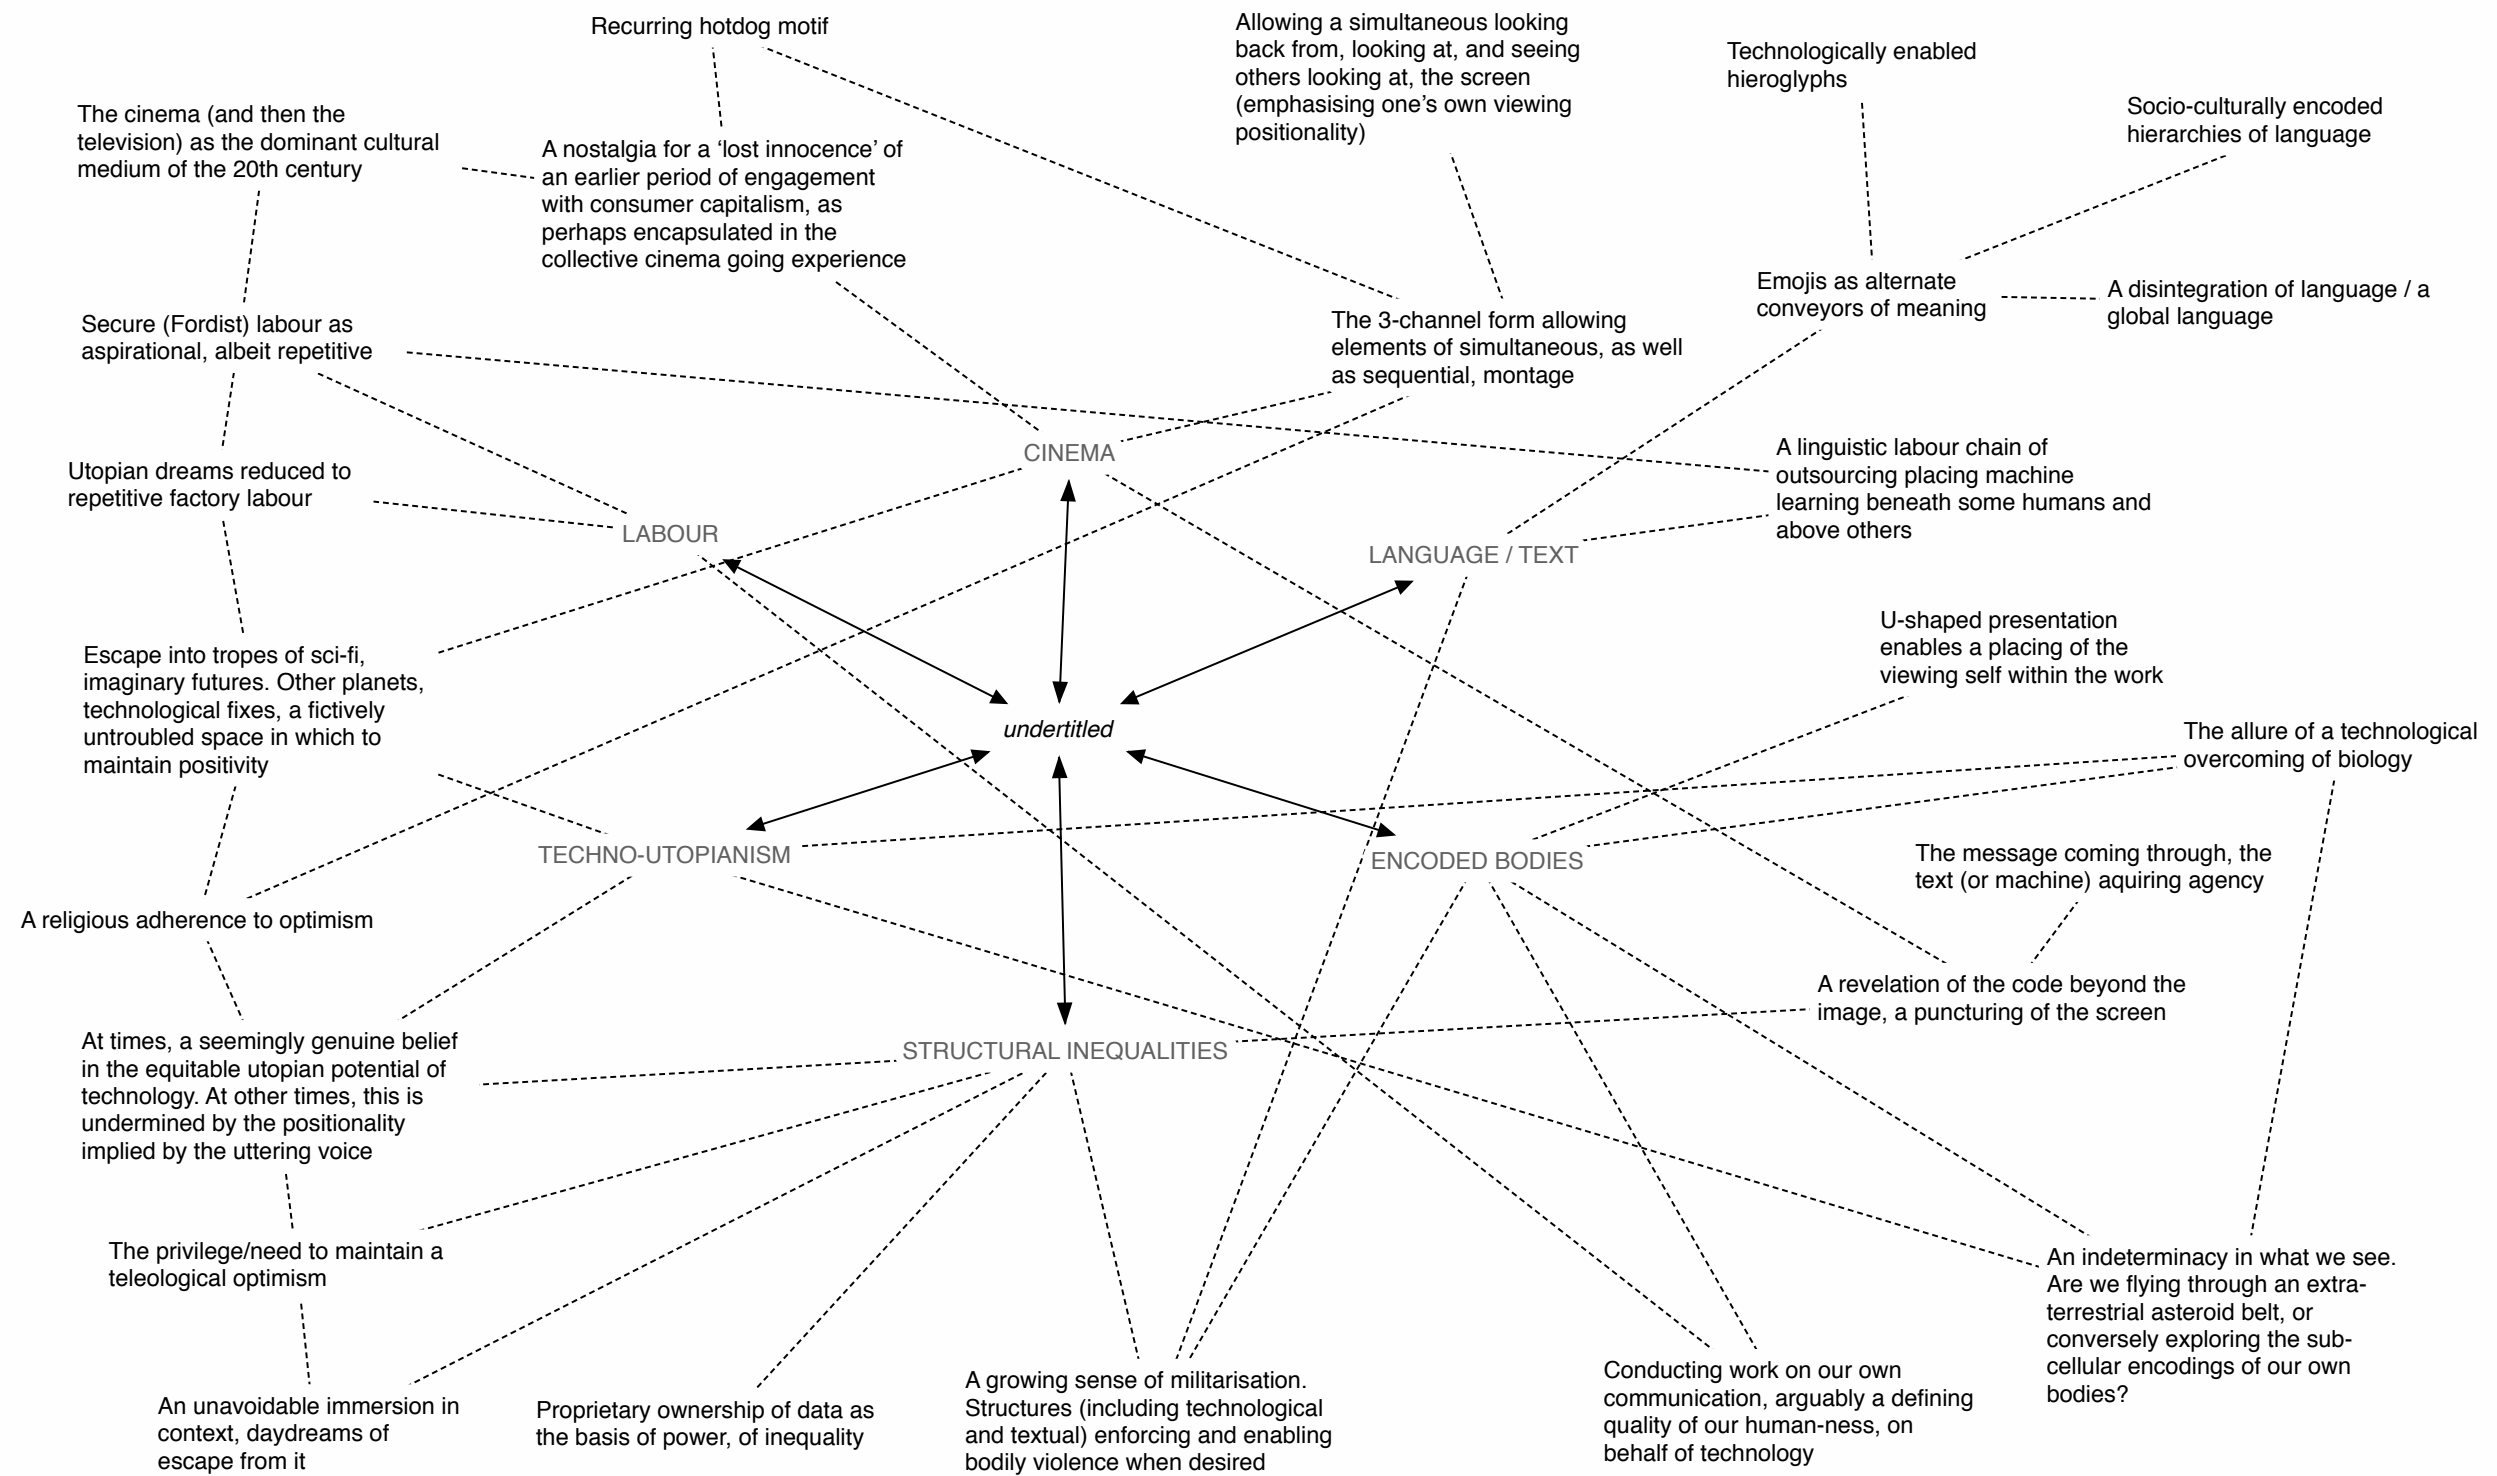 Recurring hotdog motif
Allowing a simultaneous looking
back from, looking at, and seeing
others looking at, the screen
(emphasising one's own viewing
positionality)
Technologically enabled
hieroglyphs
Socio-culturally encoded
hierarchies of language
The cinema (and then the
television) as the dominant cultural
medium of the 20th century
A nostalgia for a ‘lost innocence’ of
an earlier period of engagement
with consumer capitalism, as
perhaps encapsulated in the
collective cinema going experience
Emojis as alternate
conveyors of meaning
A disintegration of language / a
global language
Secure (Fordist) labour as
aspirational, albeit repetitive
The 3-channel form allowing
elements of simultaneous, as well
as sequential, montage
CINEMA
A linguistic labour chain of
outsourcing placing machine
learning beneath some humans and
above others
Utopian dreams reduced to
repetitive factory labour
LABOUR
LANGUAGE / TEXT
U-shaped presentation
enables a placing of the
viewing self within the work
Escape into tropes of sci-fi,
imaginary futures. Other planets,
technological fixes, a fictively
untroubled space in which to
maintain positivity
undertitled
The allure of a technological
overcoming of biology
TECHNO-UTOPIANISM
ENCODED BODIES
The message coming through, the
text (or machine) aquiring agency
A religious adherence to optimism
A revelation of the code beyond the
image, a puncturing of the screen
At times, a seemingly genuine belief
in the equitable utopian potential of
technology. At other times, this is
undermined by the positionality
implied by the uttering voice
STRUCTURAL INEQUALITIES
The privilege/need to maintain a
teleological optimism
An indeterminacy in what we see.
Are we flying through an extra-
terrestrial asteroid belt, or
conversely exploring the sub-
cellular encodings of our own
bodies?
An unavoidable immersion in
context, daydreams of
escape from it
Proprietary ownership of data as
the basis of power, of inequality
A growing sense of militarisation.
Structures (including technological
and textual) enforcing and enabling
bodily violence when desired
Conducting work on our own
communication, arguably a defining
quality of our human-ness, on
behalf of technology